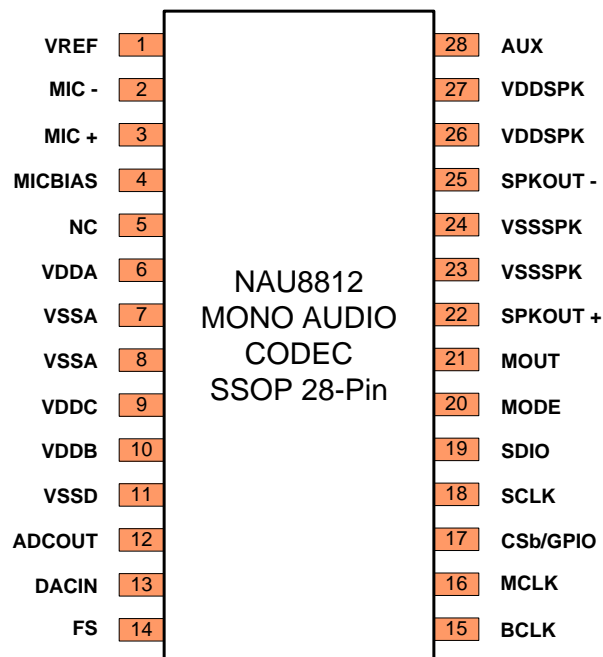 VREF 1
MIC - 2
MIC + 3
MICBIAS 4
NC 5
VDDA 6
VSSA 7
VSSA 8
VDDC 9
VDDB 10
VSSD 11
ADCOUT 12
DACIN 13
FS 14
NAU8812
MONO AUDIO
CODEC
SSOP 28-Pin
28 AUX
27 VDDSPK
26 VDDSPK
25 SPKOUT -
24 VSSSPK
23 VSSSPK
22 SPKOUT +
21 MOUT
20 MODE
19 SDIO
18 SCLK
17 CSb/GPIO
16 MCLK
15 BCLK